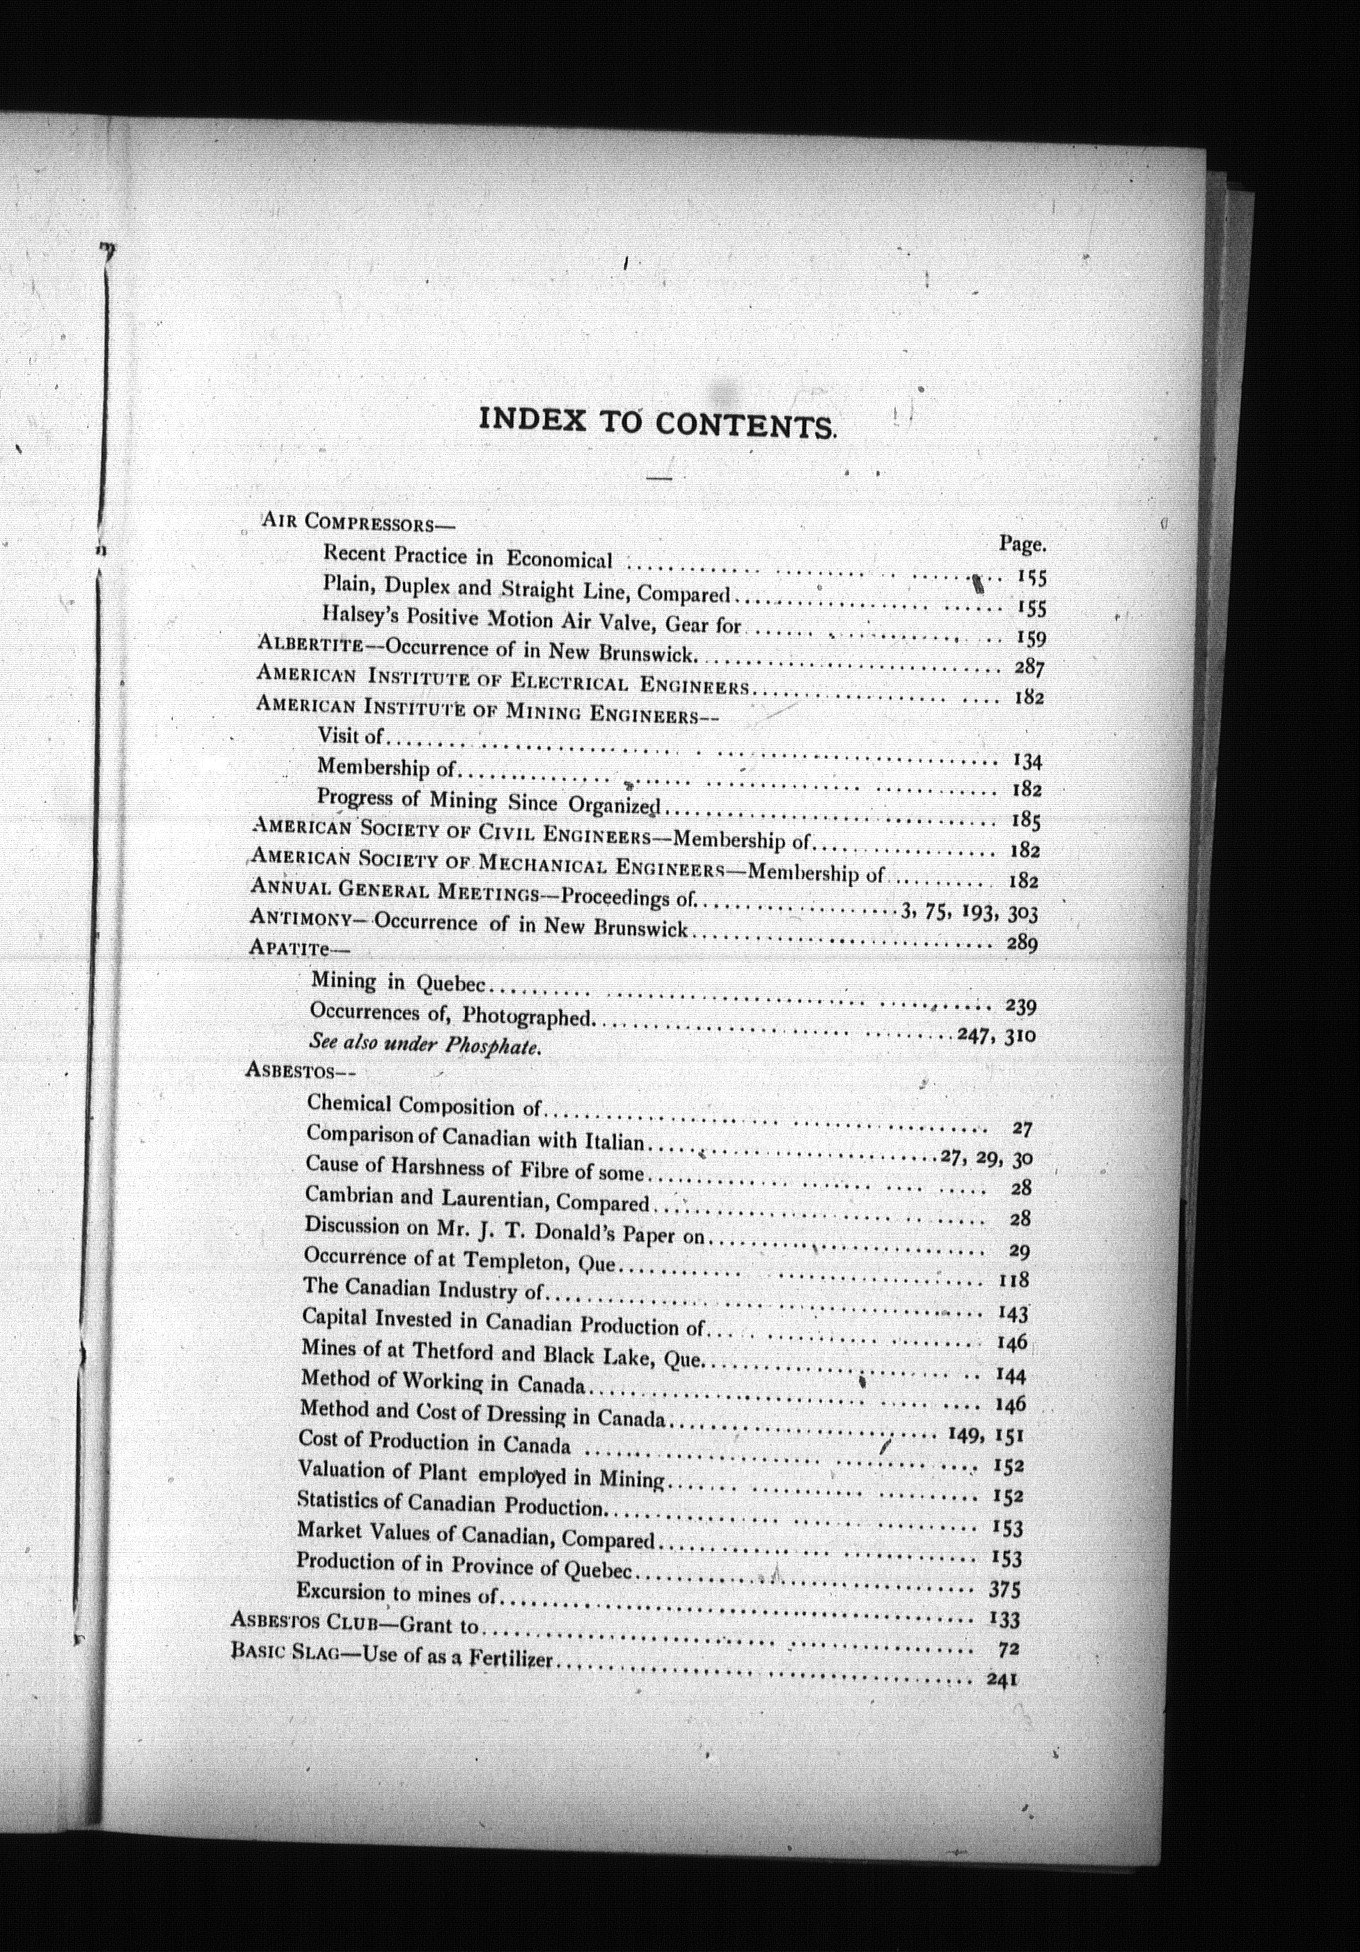 INDEX TO CONTENTS.
AIR COMPRESSORS—
Page.
Recent Practice in Economical .................................... 155
Plain, Duplex and Straight Line, Compared......................... 155
Halsey's Positive Motion Air Valve, Gear for...................... 159
ALBERTITE—Occurrence of in New Brunswick.......................... 287
AMERICAN INSTITUTE OF ELECTRICAL ENGINEERS........................ 182
AMERICAN INSTITUTE OF MINING ENGINEERS—
Visit of.......................................................... 134
Membership of..................................................... 182
Progress of Mining Since Organized................................ 185
AMERICAN SOCIETY OF CIVIL ENGINEERS—Membership of................. 182
AMERICAN SOCIETY OF MECHANICAL ENGINEERS—Membership of .......... 182
ANNUAL GENERAL MEETINGS—Proceedings of....................3, 75, 193, 303
ANTIMONY—Occurrence of in New Brunswick........................... 289
APATITe—
Mining in Quebec.................................................. 239
Occurrences of, Photographed..................................247, 310
See also under Phosphate.
ASBESTOS—
Chemical Composition of........................................... 27
Comparison of Canadian with Italian...........................27, 29, 30
Cause of Harshness of Fibre of some............................... 28
Cambrian and Laurentian, Compared................................. 28
Discussion on Mr. J. T. Donald's Paper on......................... 29
Occurrence of at Templeton, Que................................... 118
The Canadian Industry of.......................................... 143
Capital Invested in Canadian Production of........................ 146
Mines of at Thetford and Black Lake, Que.......................... 144
Method of Working in Canada....................................... 146
Method and Cost of Dressing in Canada......................... 149, 151
Cost of Production in Canada ..................................... 152
Valuation of Plant employed in Mining............................. 152
Statistics of Canadian Production................................. 153
Market Values of Canadian, Compared............................... 153
Production of in Province of Quebec............................... 375
Excursion to mines of............................................. 133
ASBESTOS CLUB—Grant to............................................ 72
BASIC SLAG—Use of as a Fertilizer................................. 241